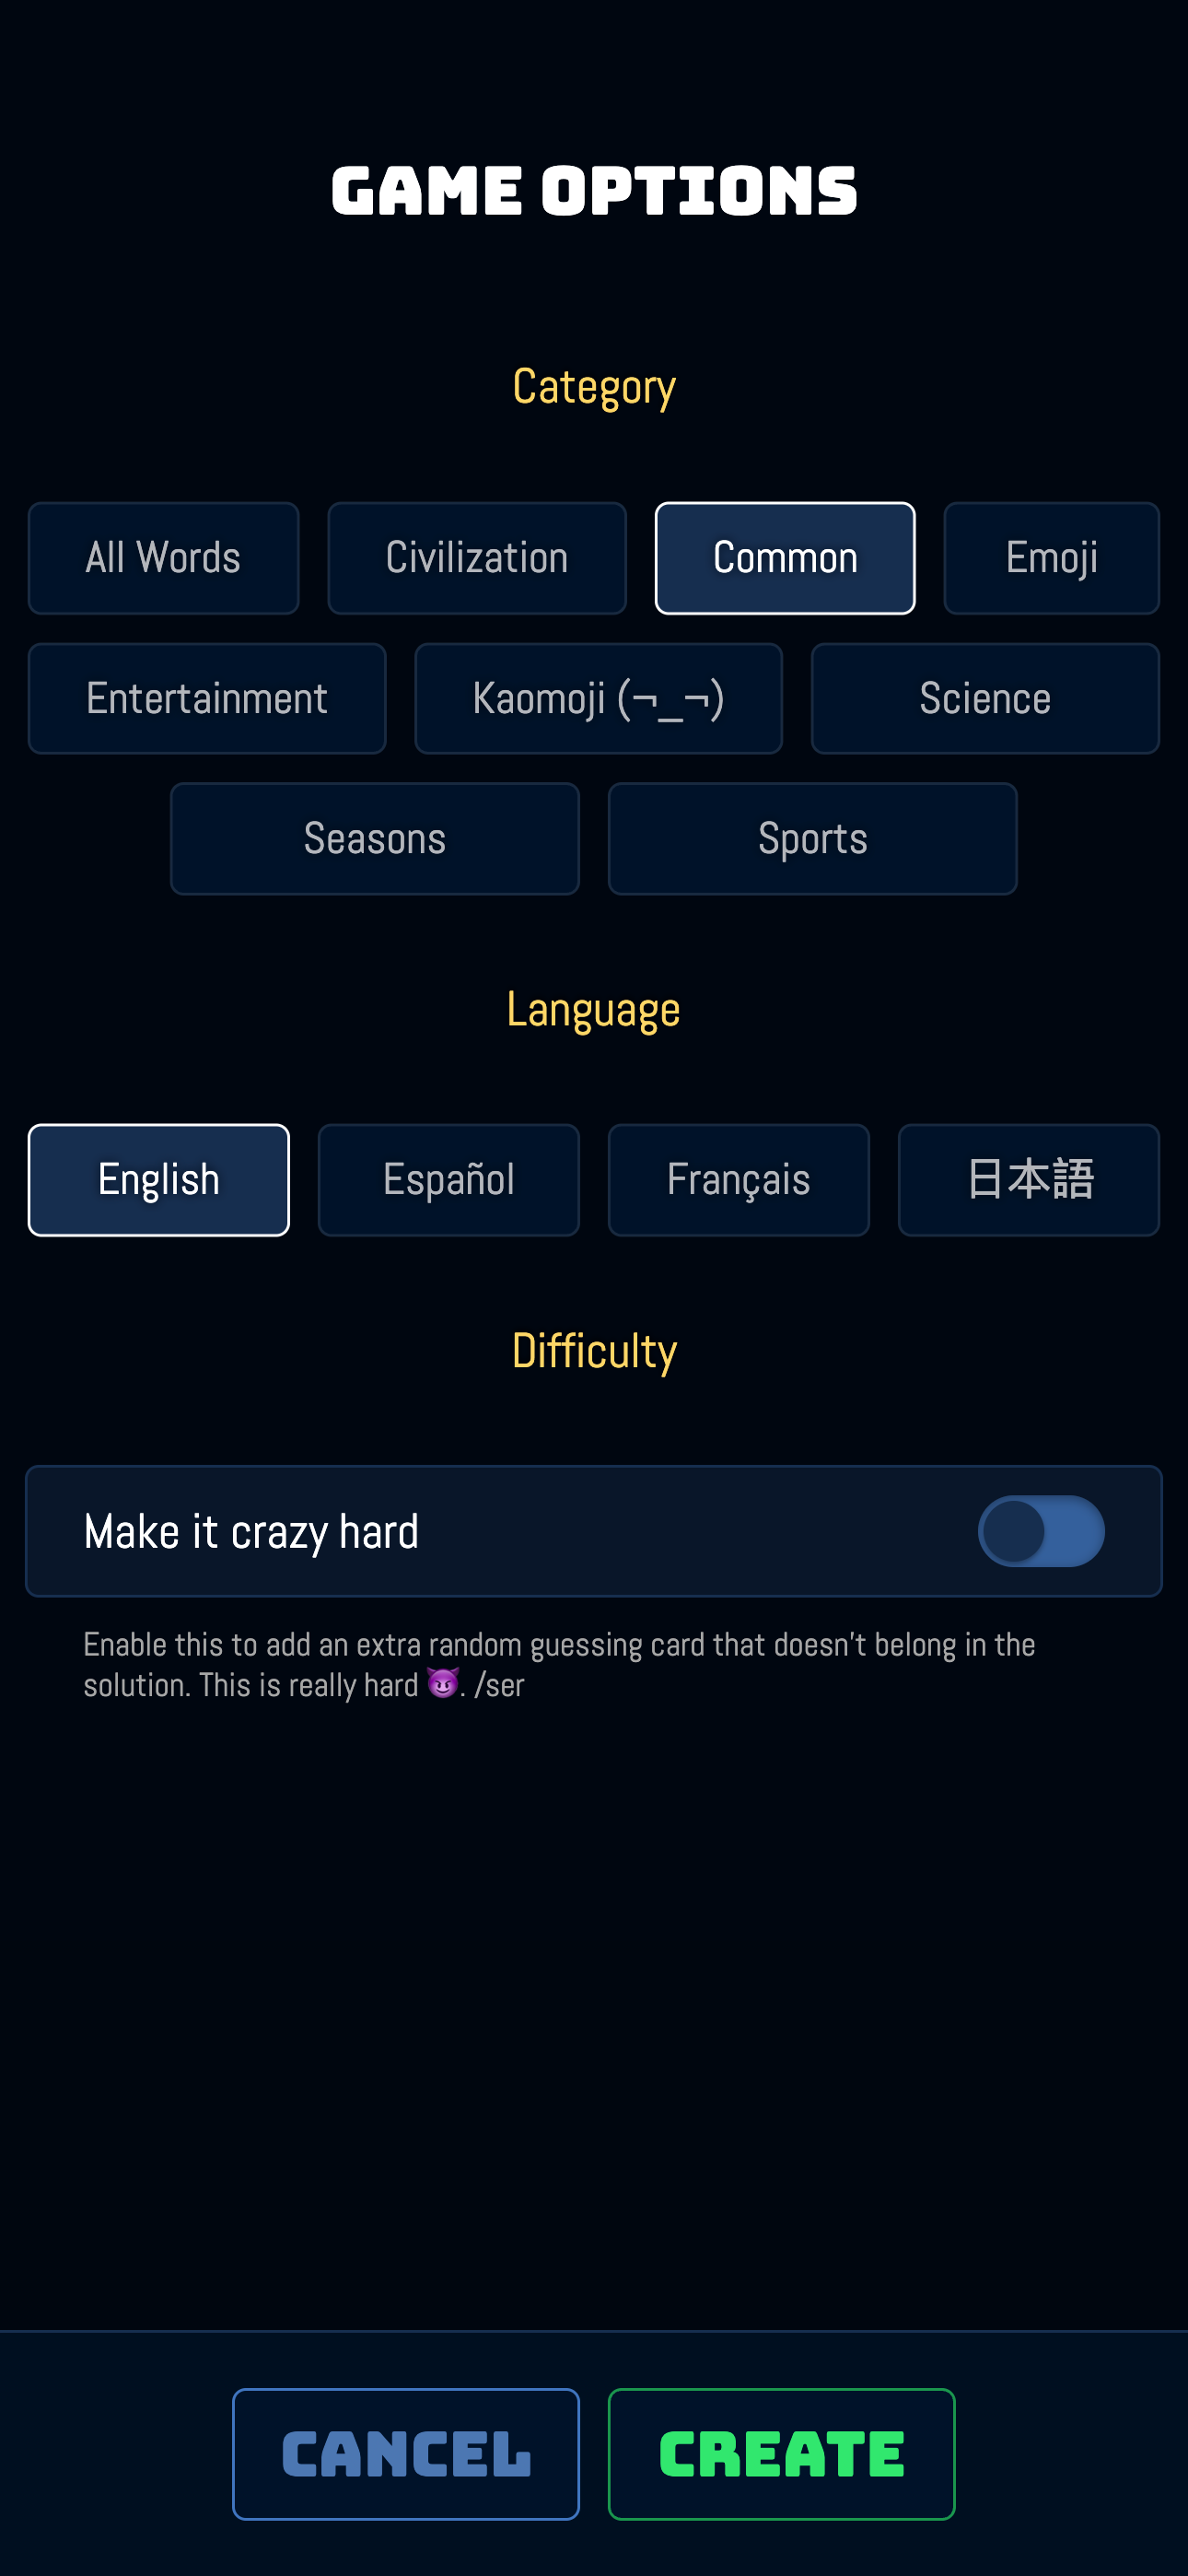 GAME OPTIONS
Category
All Words Civilization Common Emoji
Entertainment Kaomoji (¬_¬) Science
Seasons Sports
Language
English Español Français 日本語
Difficulty
Make it crazy hard
Enable this to add an extra random guessing card that doesn't belong in the
solution. This is really hard 😈. /ser
CANCEL CREATE